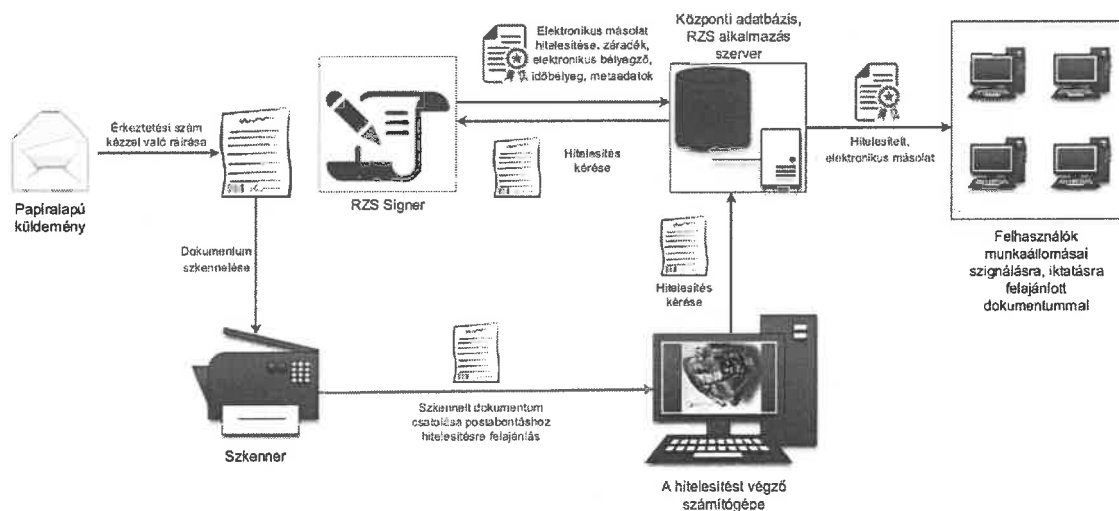 Papíralapú
küldemény
Érkeztetési szám
kézzel való ráírása
Dokumentum
szkennelése
Szkenner
Szkennelt dokumentum
csatolása postabontáshoz
hitelesítésre felajánlás
A hitelesítést végző
számítógépe
Hitelesítés
kérése
Központi adatbázis,
RZS alkalmazás
szerver
Hitelesítés
kérése
RZS Signer
Elektronikus másolat
hitelesítése, záradék,
elektronikus bélyegző,
időbélyeg, metaadatok
Hitelesített,
elektronikus másolat
Felhasználók
munkaállomásai
szignálásra, iktatásra
felajánlott
dokumentummal